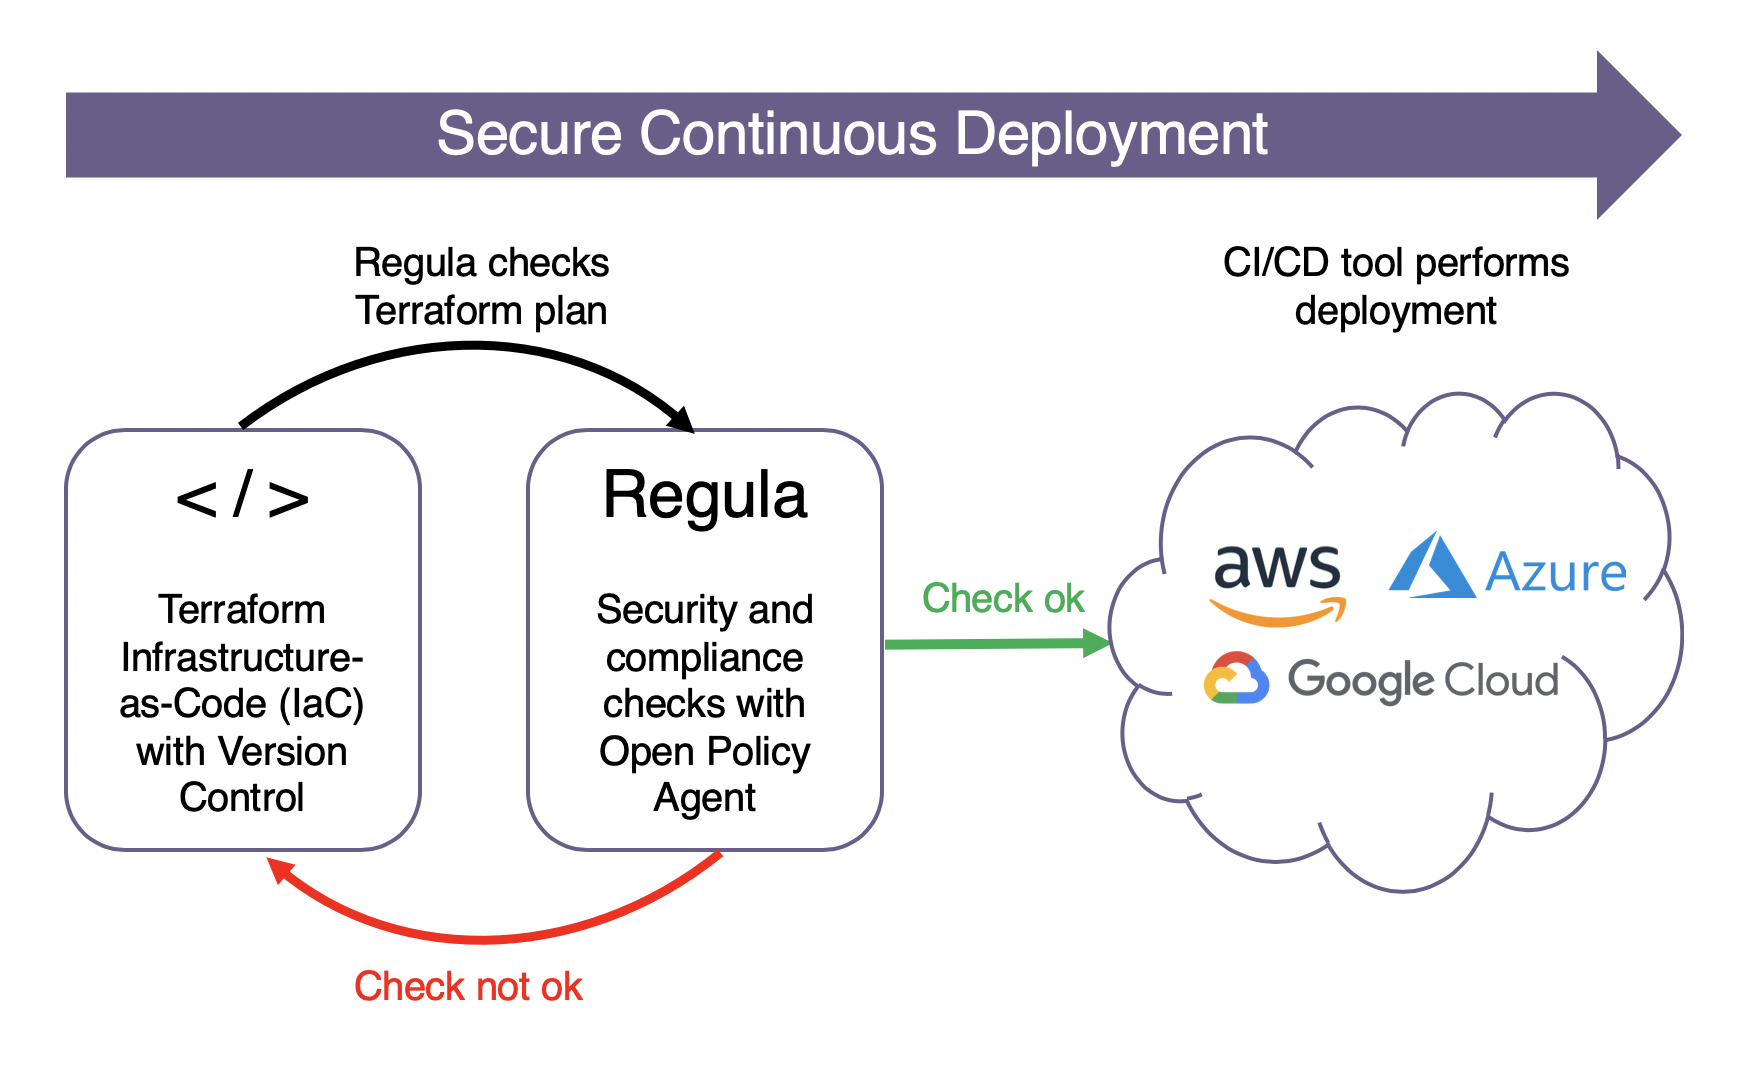 Secure Continuous Deployment
Regula checks
Terraform plan
CI/CD tool performs
deployment
</>
Terraform
Infrastructure-
as-Code (IaC)
with Version
Control
Regula
Security and
compliance
checks with
Open Policy
Agent
Check ok
aws
Azure
Google Cloud
Check not ok